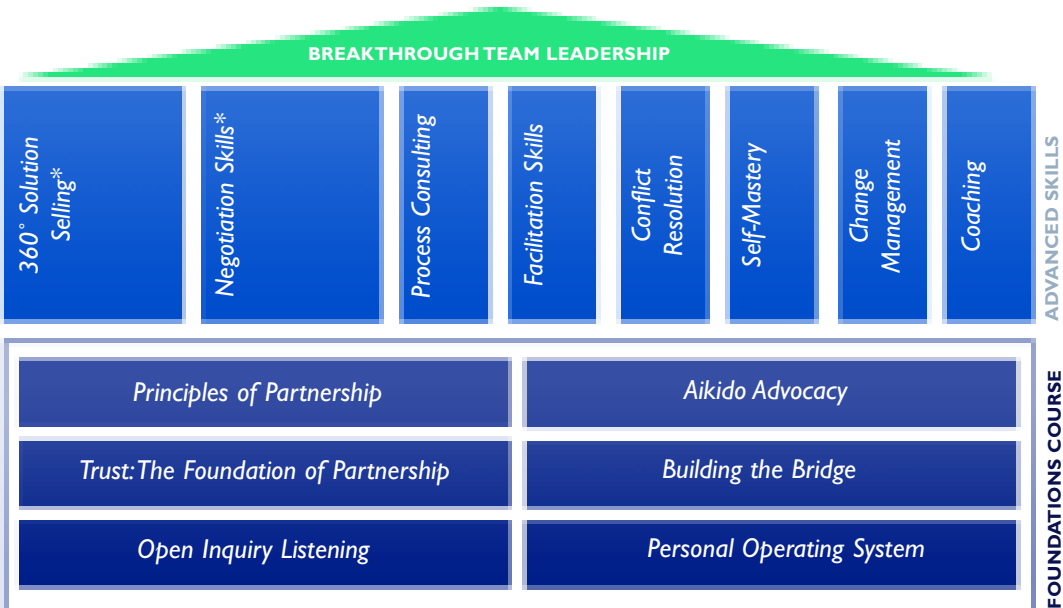 BREAKTHROUGH TEAM LEADERSHIP
360° Solution
Selling*
Negotiation Skills*
Process Consulting
Facilitation Skills
Conflict
Resolution
Self-Mastery
Change
Management
Coaching
ADVANCED SKILLS
Principles of Partnership
Aikido Advocacy
Trust: The Foundation of Partnership
Building the Bridge
Open Inquiry Listening
Personal Operating System
FOUNDATIONS COURSE